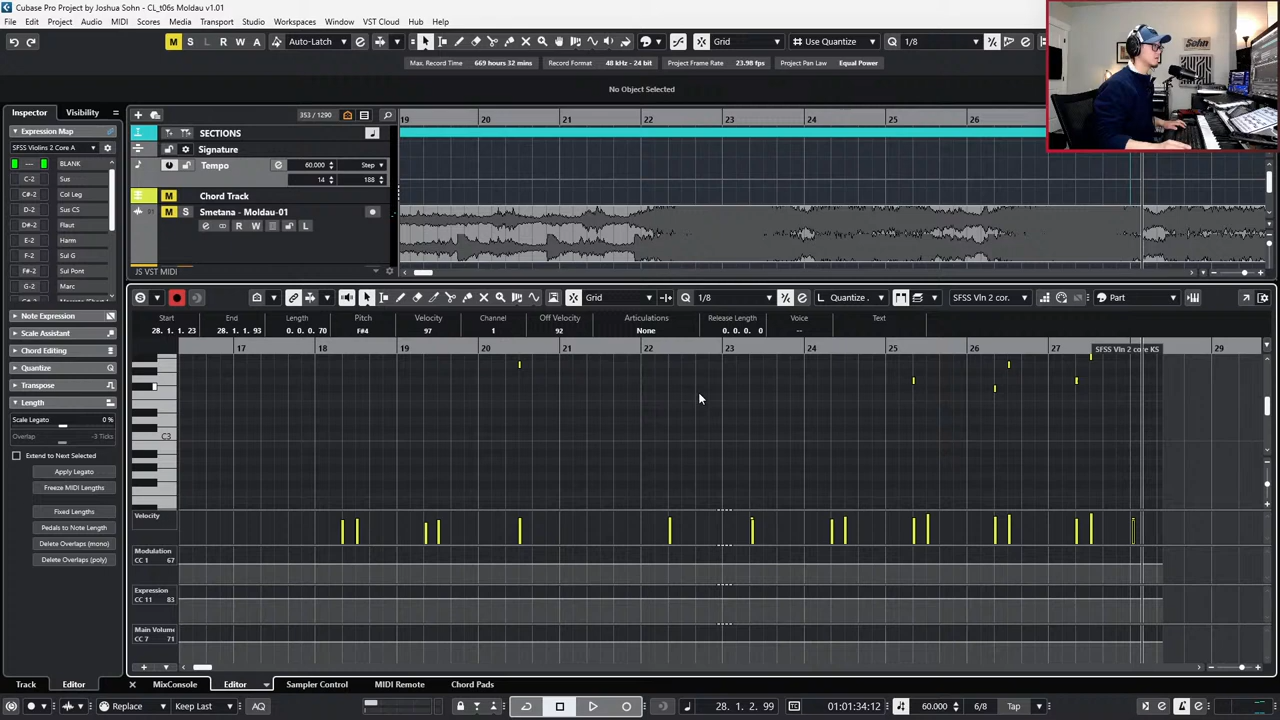 Cubase Pro Project by Joshua Sohn - CL_t06s Moldau v1.01
File Edit Project Audio MIDI Scores Media Transport Studio Workspaces Window VST Cloud Hub Help
M S L R W A Auto-Latch Grid Use Quantize 1/8
Max. Record Time 669 hours 32 mins Record Format 48 kHz - 24 bit Project Frame Rate 23.98 fps Project Pan Law Equal Power
Sohn
No Object Selected
Inspector Visibility 353 / 1290 19 20 21 22 23 24 25 26
Expression Map SECTIONS
SFSS Violins 2 Core A Signature
BLANK Tempo 60.000 Step
C-2 Sus 14 188
C#-2 Col Leg M Chord Track
D-2 Sus CS M S Smetana - Moldau-01
D#-2 Flaut R W L
E-2 Harm
F-2 Sul G
F#-2 Sul Pont
G-2 Marc JS VST MIDI
Grid 1/8 L Quantize . SFSS Vln 2 cor. Part
Note Expression Start End Length Pitch Velocity Channel Off Velocity Articulations Release Length Voice Text
Scale Assistant 28. 1. 1. 23 28. 1. 1. 93 0. 0. 0. 70 F#4 97 1 92 None 0. 0. 0. 0 --
Chord Editing 17 18 19 20 21 22 23 24 25 26 27 SFSS Vln 2 core KS 29
Quantize
Transpose
Length
Scale Legato 0 %
Overlap -3 Ticks C3
Extend to Next Selected
Apply Legato
Freeze MIDI Lengths
Fixed Lengths Velocity
Pedals to Note Length
Delete Overlaps (mono)
Delete Overlaps (poly) Modulation
CC 1 67
Expression
CC 11 83
Main Volume
CC 7 71
Track Editor MixConsole Editor Sampler Control MIDI Remote Chord Pads
Replace Keep Last AQ 28. 1. 2. 99 01:01:34:12 60.000 6/8 Tap